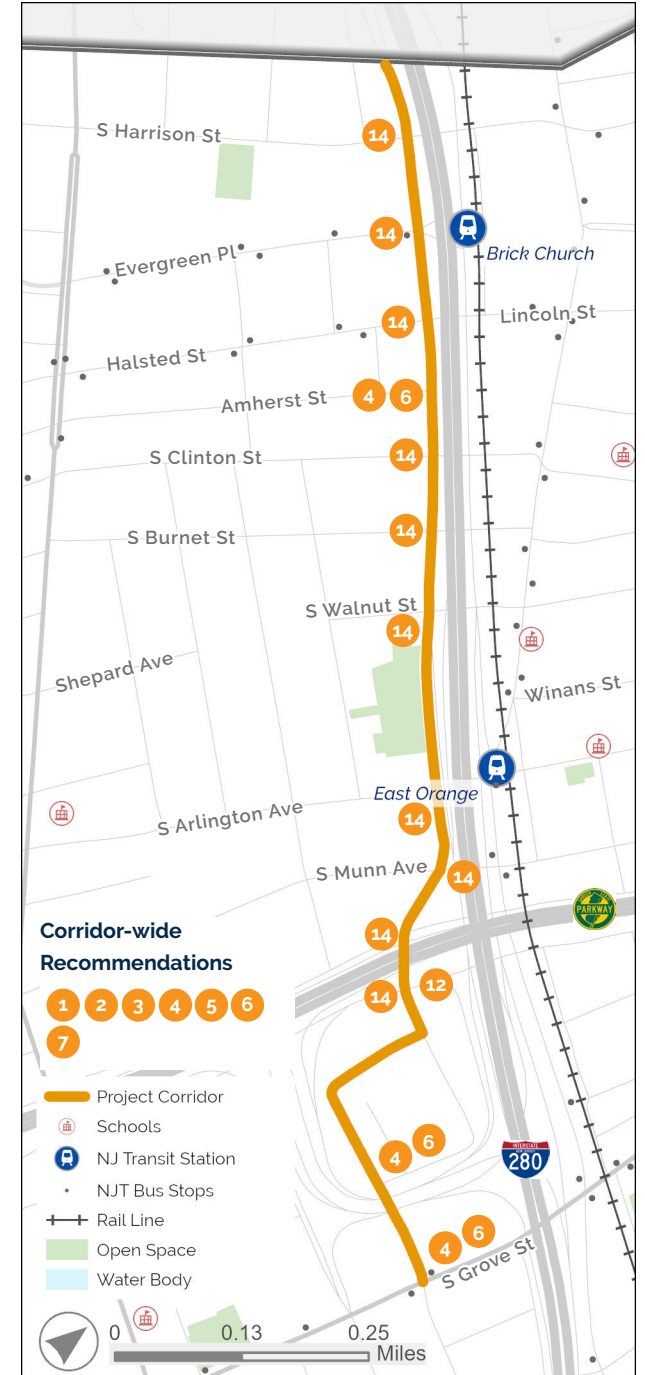 S Harrison St
14
14
Evergreen Pl
Brick Church
14
Lincoln St
Halsted St
Amherst St
4 6
S Clinton St
14
S Burnet St
14
S Walnut St
14
Shepard Ave
Winans St
East Orange
S Arlington Ave
14
S Munn Ave
14
PARKWAY
14
12
14
4 6
INTERSTATE
280
4 6
S Grove St
Corridor-wide
Recommendations
1 2 3 4 5 6
7
Project Corridor
Schools
NJ Transit Station
NJT Bus Stops
Rail Line
Open Space
Water Body
0 0.13 0.25
Miles